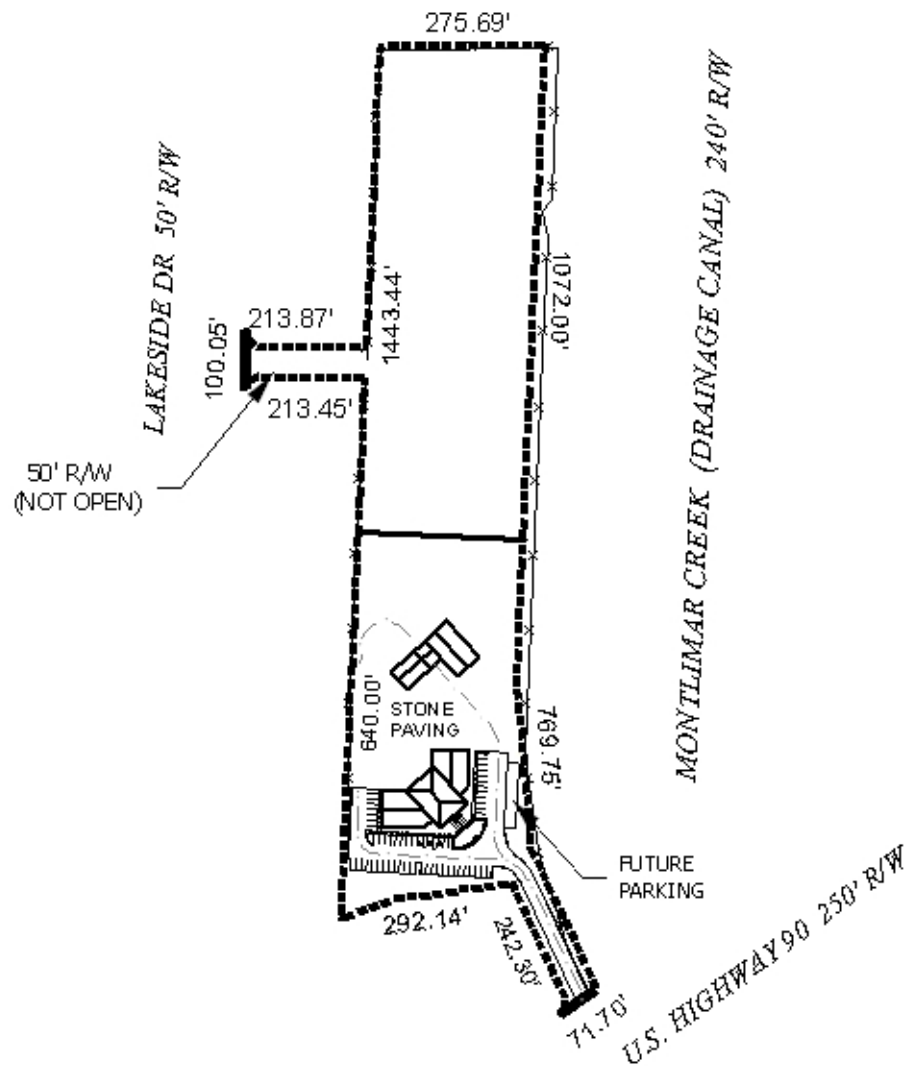 275.69'
LAKESIDE DR 50' R/W
MONTLIMAR CREEK (DRAINAGE CANAL) 240' R/W
1072.00'
1443.44'
213.87'
100.05'
213.45'
50' R/W
(NOT OPEN)
640.00'
STONE
PAVING
769.75'
FUTURE
PARKING
292.14'
242.30'
71.70'
U.S. HIGHWAY 90 250' R/W